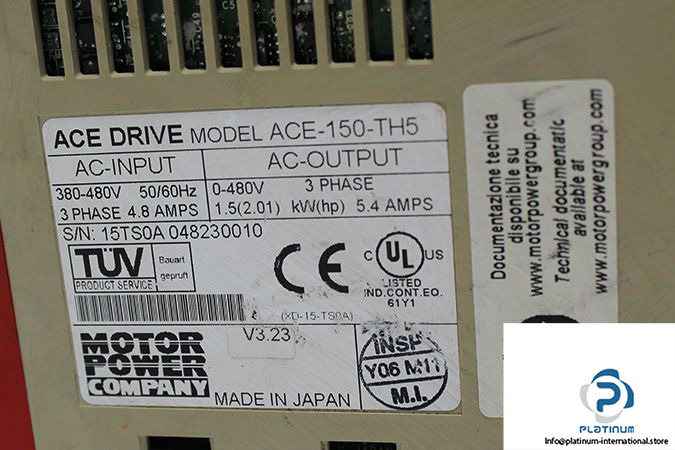 ACE DRIVE MODEL ACE-150-TH5
AC-INPUT AC-OUTPUT
380-480V 50/60Hz 0-480V 3 PHASE
3 PHASE 4.8 AMPS 1.5(2.01) kW(hp) 5.4 AMPS
S/N: 15TS0A 048230010
TÜV
PRODUCT SERVICE
Bauart
geprüft
CE
C UL US
LISTED
IND.CONT.EQ.
61Y1
(XD-15-TS0A)
MOTOR
POWER
COMPANY
V3.23
MADE IN JAPAN
INSP
Y06 M11
M.I.
Documentazione tecnica
disponibile su
www.motorpowergroup.com
Technical documentatic
available at
www.motorpowergroup.com
C5
PLATINUM
Info@platinum-international.store